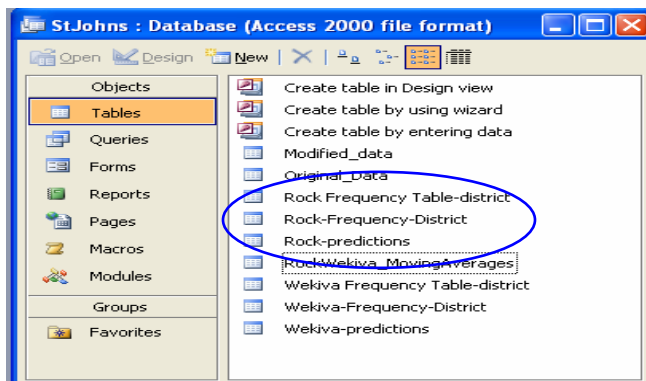 StJohns : Database (Access 2000 file format)
Open Design New
Objects
Tables
Queries
Forms
Reports
Pages
Macros
Modules
Groups
Favorites
Create table in Design view
Create table by using wizard
Create table by entering data
Modified_data
Original_Data
Rock Frequency Table-district
Rock-Frequency-District
Rock-predictions
RockWekiva_MovingAverages
Wekiva Frequency Table-district
Wekiva-Frequency-District
Wekiva-predictions